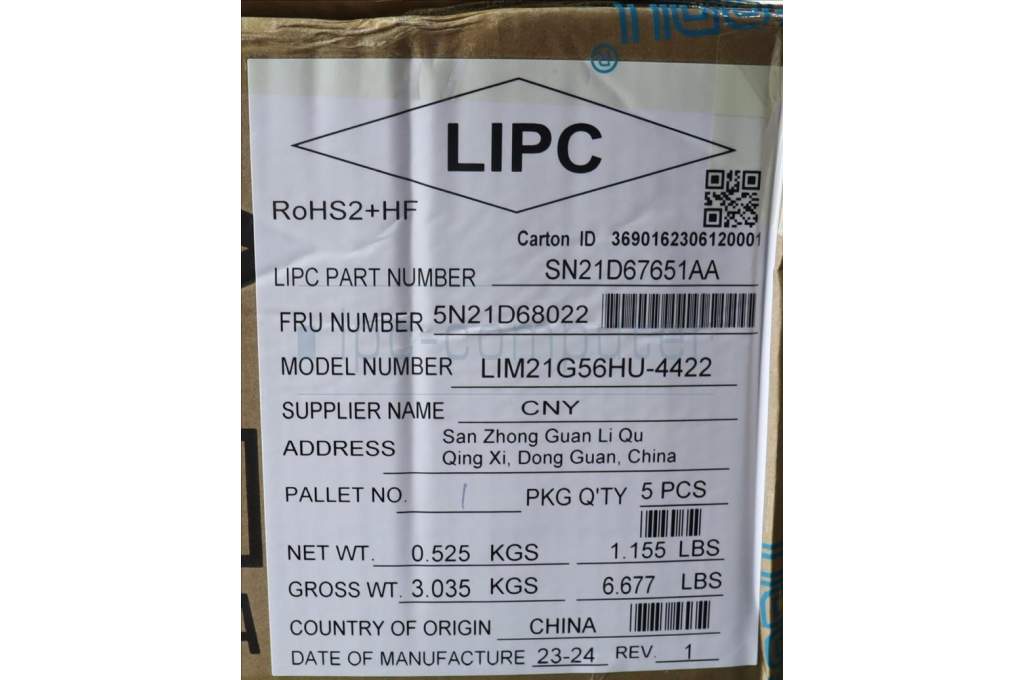 LIPC
RoHS2+HF
Carton ID 3690162306120001
LIPC PART NUMBER SN21D67651AA
FRU NUMBER 5N21D68022
ipc-computer
MODEL NUMBER LIM21G56HU-4422
SUPPLIER NAME CNY
ADDRESS San Zhong Guan Li Qu
Qing Xi, Dong Guan, China
PALLET NO. 1 PKG Q'TY 5 PCS
NET WT. 0.525 KGS 1.155 LBS
GROSS WT. 3.035 KGS 6.677 LBS
COUNTRY OF ORIGIN CHINA
DATE OF MANUFACTURE 23-24 REV. 1